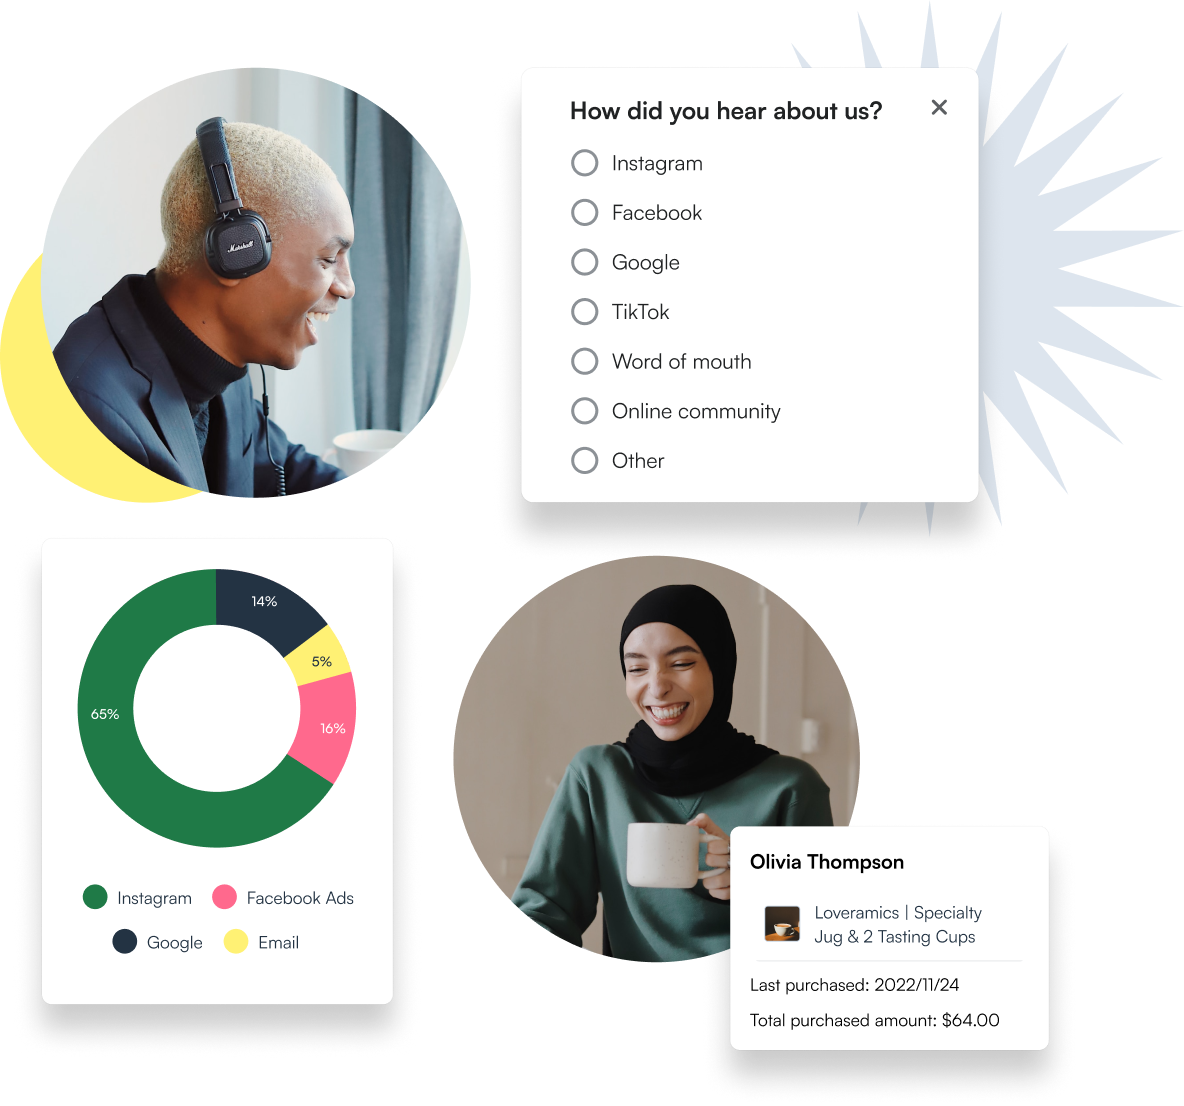 Marshall
How did you hear about us?
Instagram
Facebook
Google
TikTok
Word of mouth
Online community
Other
14%
5%
65%
16%
Instagram
Facebook Ads
Google
Email
Olivia Thompson
Loveramics | Specialty
Jug & 2 Tasting Cups
Last purchased: 2022/11/24
Total purchased amount: $64.00